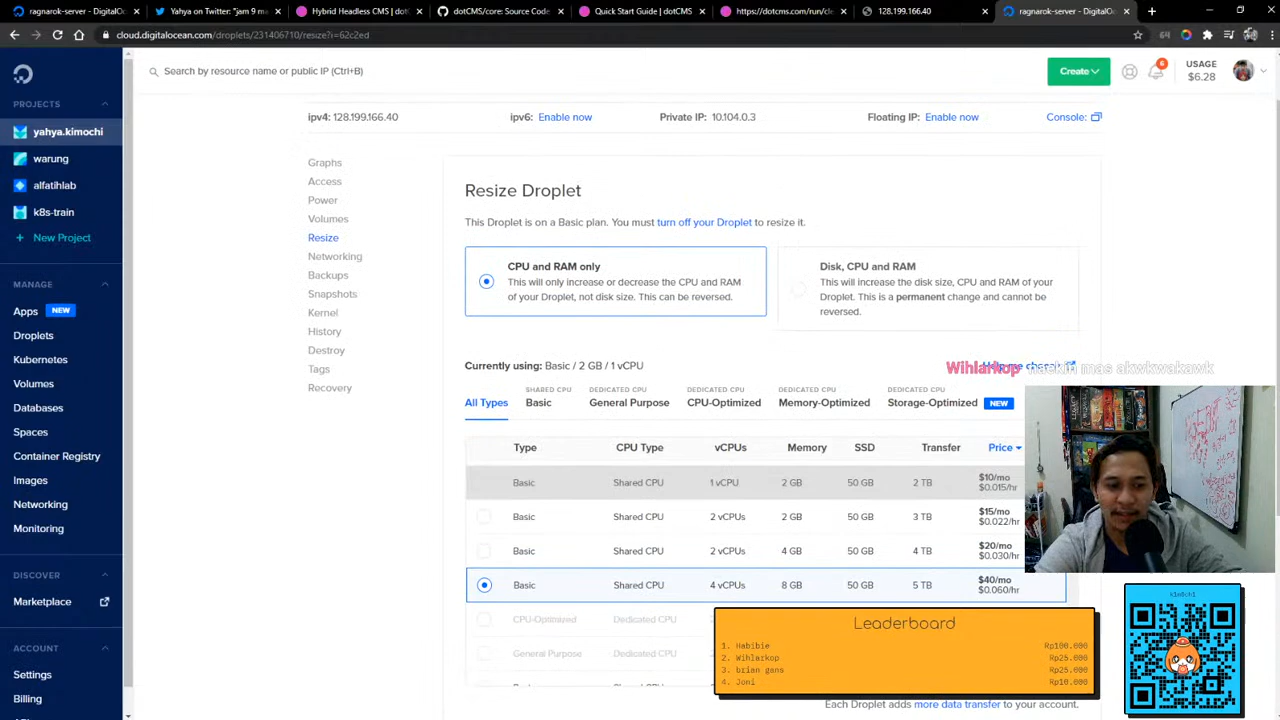 ragnarok-server - DigitalOc
Yahya on Twitter: "jam 9 m
Hybrid Headless CMS | dot
dotCMS/core: Source Code
Quick Start Guide | dotCMS
https://dotcms.com/run/cle
128.199.166.40
ragnarok-server - DigitalOc
cloud.digitalocean.com/droplets/231406710/resize?i=62c2ed
Search by resource name or public IP (Ctrl+B)
Create
6
USAGE
$6.28
PROJECTS
yahya.kimochi
warung
alfatihlab
k8s-train
+ New Project
MANAGE
Apps NEW
Droplets
Kubernetes
Volumes
Databases
Spaces
Container Registry
Images
Networking
Monitoring
DISCOVER
Marketplace
ACCOUNT
Settings
Billing
ipv4: 128.199.166.40
ipv6: Enable now
Private IP: 10.104.0.3
Floating IP: Enable now
Console:
Graphs
Access
Power
Volumes
Resize
Networking
Backups
Snapshots
Kernel
History
Destroy
Tags
Recovery
Resize Droplet
This Droplet is on a Basic plan. You must turn off your Droplet to resize it.
CPU and RAM only
This will only increase or decrease the CPU and RAM
of your Droplet, not disk size. This can be reversed.
Disk, CPU and RAM
This will increase the disk size, CPU and RAM of your
Droplet. This is a permanent change and cannot be
reversed.
Currently using: Basic / 2 GB / 1 vCPU
Help me
Wihlarkop mas akwkwakawk
All Types
SHARED CPU
Basic
DEDICATED CPU
General Purpose
DEDICATED CPU
CPU-Optimized
DEDICATED CPU
Memory-Optimized
DEDICATED CPU
Storage-Optimized NEW
Type CPU Type vCPUs Memory SSD Transfer Price
Basic Shared CPU 1 vCPU 2 GB 50 GB 2 TB $10/mo
$0.015/hr
Basic Shared CPU 2 vCPUs 2 GB 50 GB 3 TB $15/mo
$0.022/hr
Basic Shared CPU 2 vCPUs 4 GB 50 GB 4 TB $20/mo
$0.030/hr
Basic Shared CPU 4 vCPUs 8 GB 50 GB 5 TB $40/mo
$0.060/hr
CPU-Optimized Dedicated CPU
General Purpose Dedicated CPU
Each Droplet adds more data transfer to your account.
Leaderboard
1. Habibie Rp100.000
2. Wihlarkop Rp25.000
3. brian gans Rp25.000
4. Joni Rp10.000